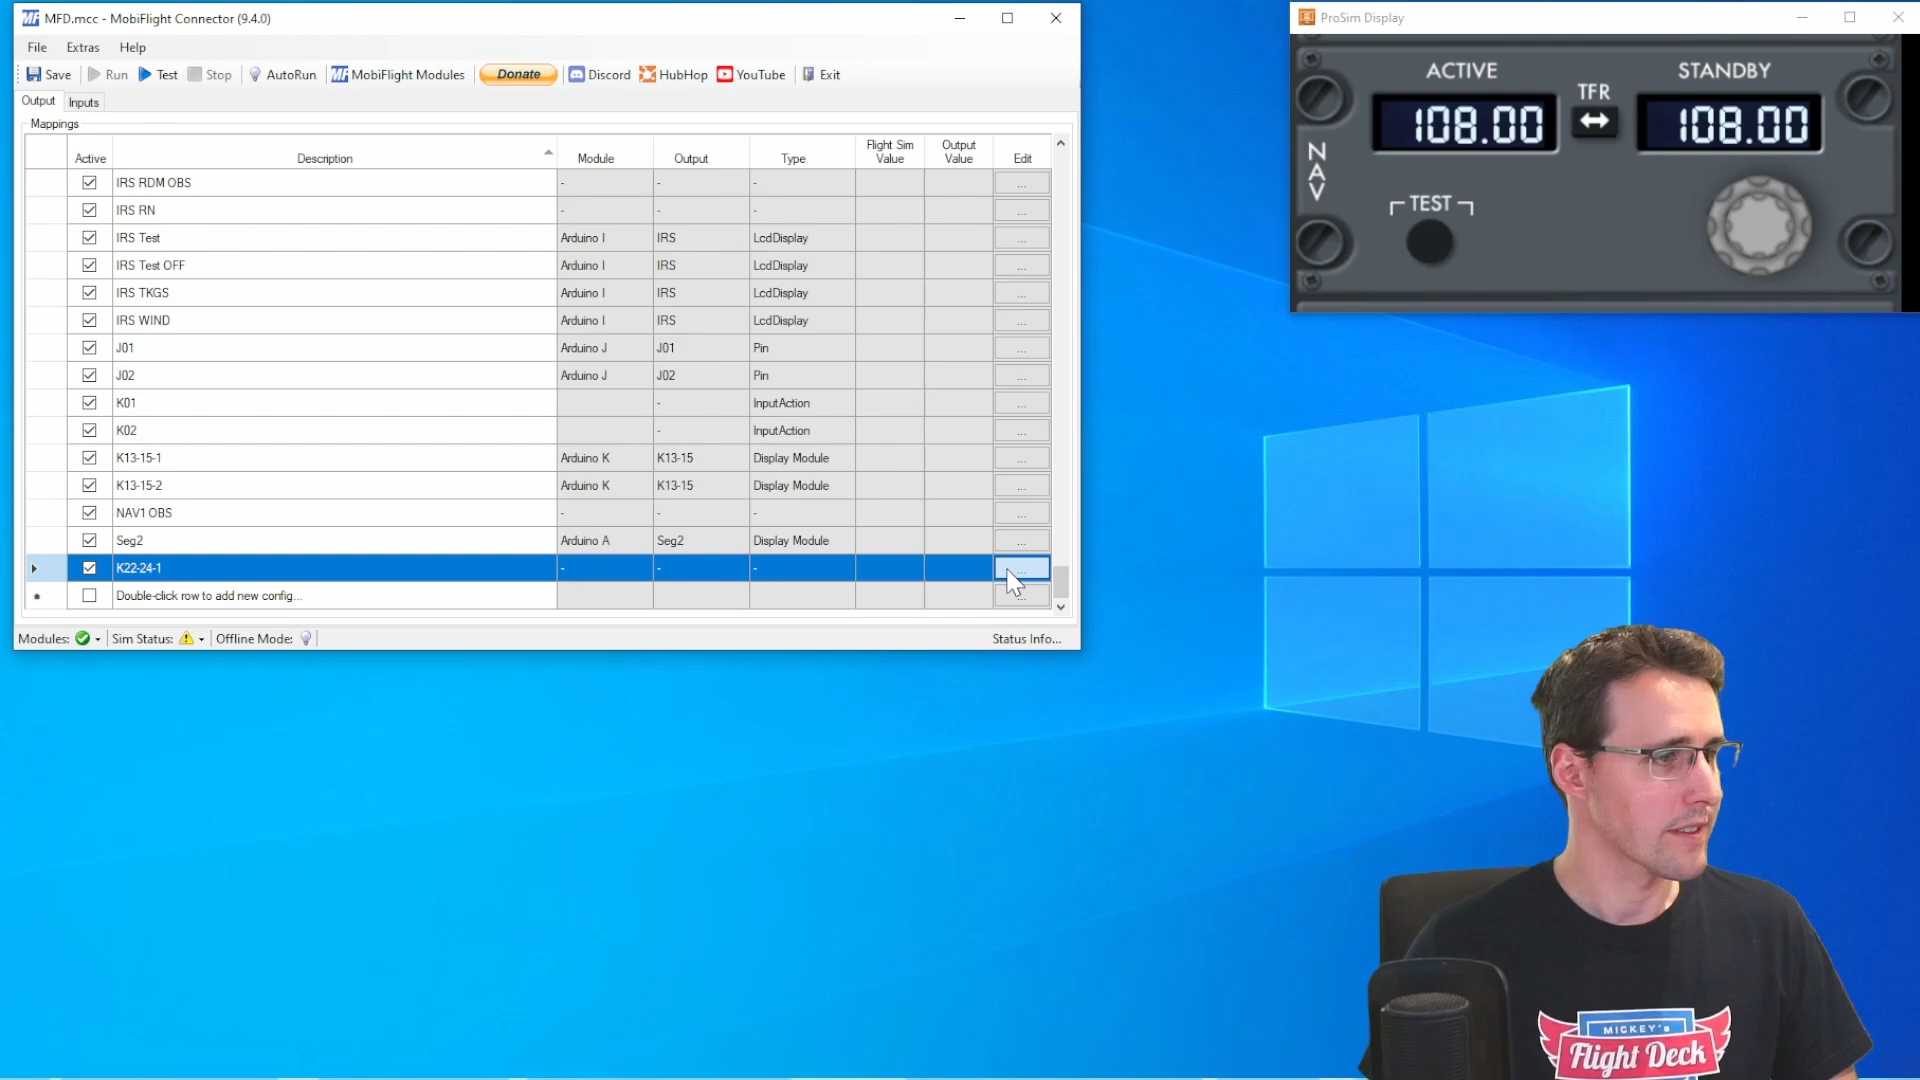 MFD.mcc - MobiFlight Connector (9.4.0)
File Extras Help
Save Run Test Stop AutoRun MobiFlight Modules Donate Discord HubHop YouTube Exit
Output Inputs
Mappings
Active Description Module Output Type Flight Sim Value Output Value Edit
IRS RDM OBS - - - ...
IRS RN - - - ...
IRS Test Arduino I IRS LcdDisplay ...
IRS Test OFF Arduino I IRS LcdDisplay ...
IRS TKGS Arduino I IRS LcdDisplay ...
IRS WIND Arduino I IRS LcdDisplay ...
J01 Arduino J J01 Pin ...
J02 Arduino J J02 Pin ...
K01 - InputAction ...
K02 - InputAction ...
K13-15-1 Arduino K K13-15 Display Module ...
K13-15-2 Arduino K K13-15 Display Module ...
NAV1 OBS - - - ...
Seg2 Arduino A Seg2 Display Module ...
K22-24-1 - - - ...
Double-click row to add new config... ...
Modules: Sim Status: Offline Mode: Status Info...
ProSim Display
ACTIVE TFR STANDBY
108.00 108.00
NAV
TEST
MICKEY's
Flight Deck